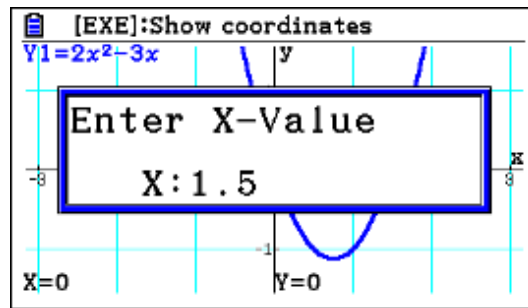 [EXE]:Show coordinates
Y1=2x²-3x
y
Enter X-Value
X:1.5
-3
3
x
-1
X=0
Y=0